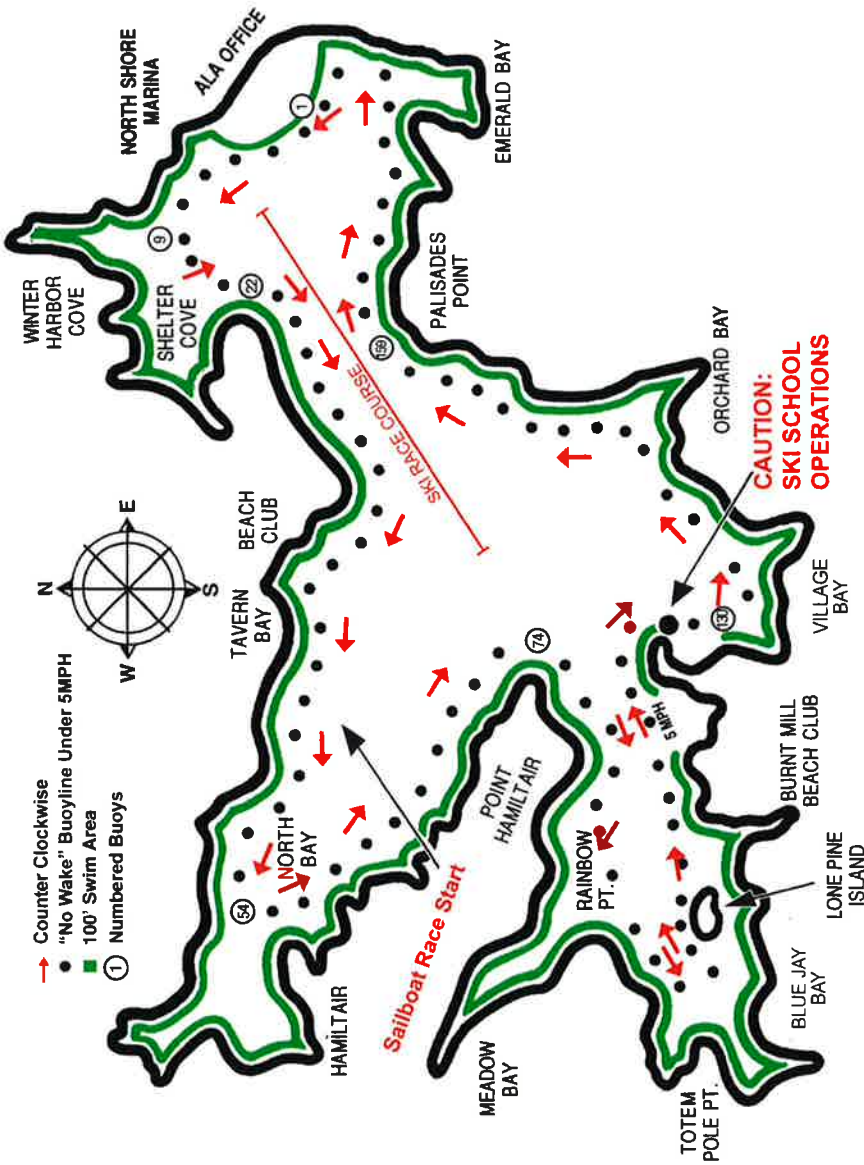 Counter Clockwise
"No Wake" Buoyline Under 5MPH
100' Swim Area
1 Numbered Buoys
N
E
S
W
WINTER
HARBOR
COVE
NORTH SHORE
MARINA
ALA OFFICE
1
9
SHELTER
COVE
22
EMERALD BAY
PALISADES
POINT
159
SKI RACE COURSE
BEACH
CLUB
TAVERN
BAY
54
NORTH
BAY
HAMILTAIR
Sailboat Race Start
POINT
HAMILTAIR
74
ORCHARD BAY
CAUTION:
SKI SCHOOL
OPERATIONS
130
VILLAGE
BAY
5 MPH
BURNT MILL
BEACH CLUB
RAINBOW
PT.
LONE PINE
ISLAND
BLUE JAY
BAY
MEADOW
BAY
TOTEM
POLE PT.